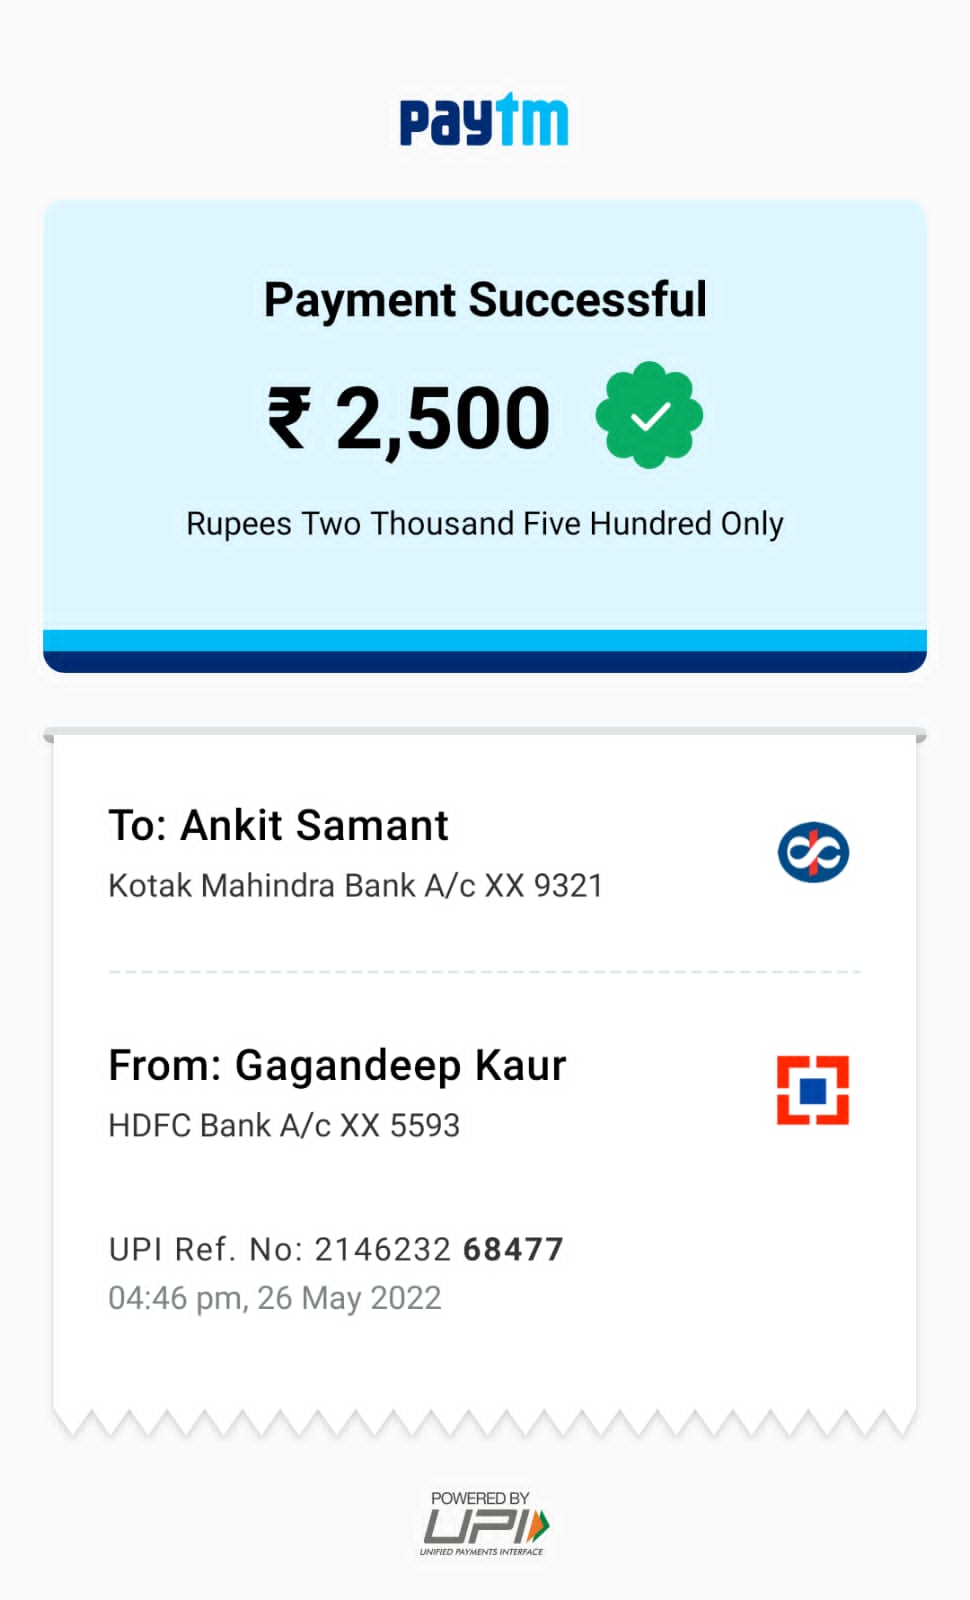 paytm
Payment Successful
₹ 2,500
Rupees Two Thousand Five Hundred Only
To: Ankit Samant
Kotak Mahindra Bank A/c XX 9321
From: Gagandeep Kaur
HDFC Bank A/c XX 5593
UPI Ref. No: 2146232 68477
04:46 pm, 26 May 2022
POWERED BY
UPI
UNIFIED PAYMENTS INTERFACE